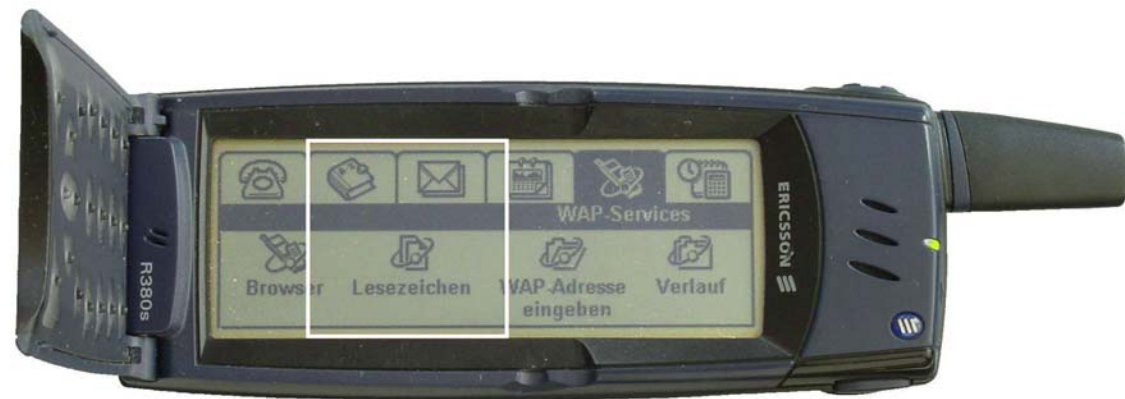 WAP-Services
Browser
Lesezeichen
WAP-Adresse
eingeben
Verlauf
ERICSSON
R380s